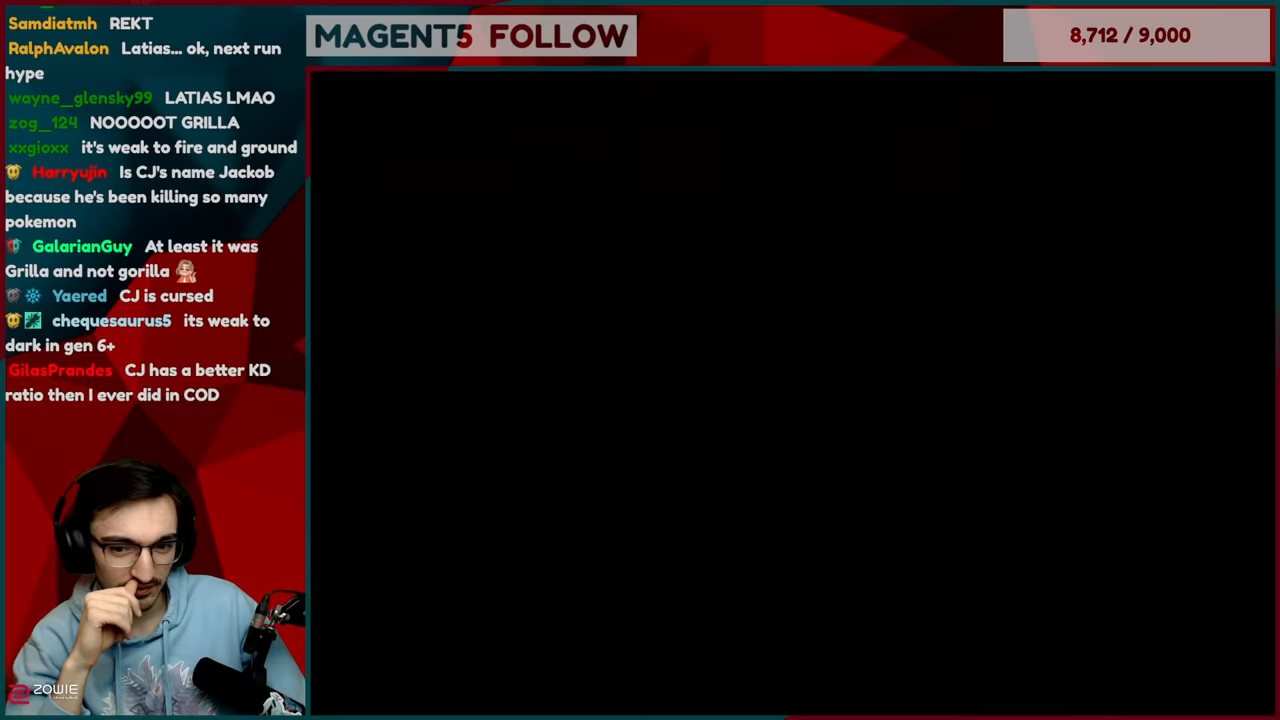 Samdiatmh REKT
RalphAvalon Latias... ok, next run
hype
wayne_glensky99 LATIAS LMAO
zog_124 NOOOOOT GRILLA
xxgioxx it's weak to fire and ground
Harryujin Is CJ's name Jackob
because he's been killing so many
pokemon
GalarianGuy At least it was
Grilla and not gorilla
Yaered CJ is cursed
chequesaurus5 its weak to
dark in gen 6+
GilasPrandes CJ has a better KD
ratio then I ever did in COD
MAGENT5 FOLLOW
8,712 / 9,000
ZOWIE